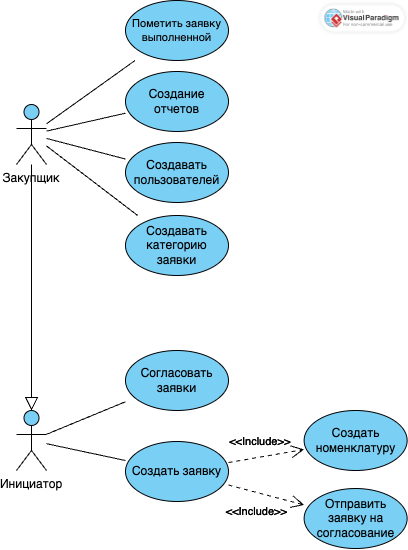 Made with
Visual Paradigm
For non-commercial use
Пометить заявку
выполненной
Создание
отчетов
Закупщик
Создавать
пользователей
Создавать
категорию
заявки
Согласовать
заявки
Инициатор
Создать заявку
<<Include>>
Создать
номенклатуру
<<Include>>
Отправить
заявку на
согласование